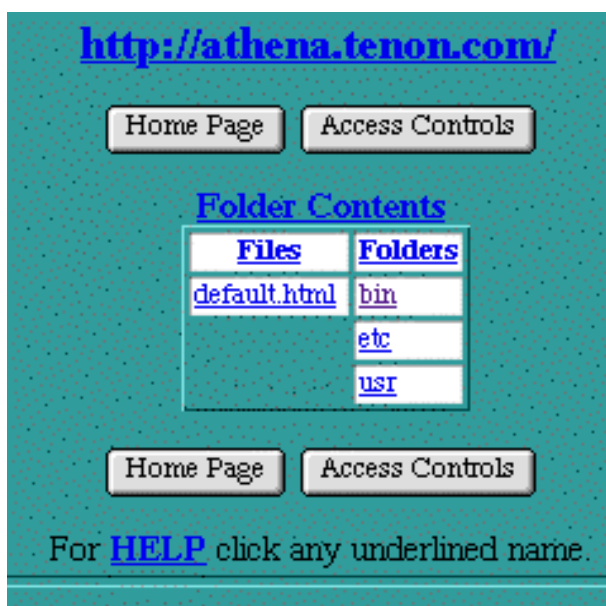 http://athena.tenon.com/
Home Page Access Controls
Folder Contents
Files Folders
default.html bin
etc
usr
Home Page Access Controls
For HELP click any underlined name.